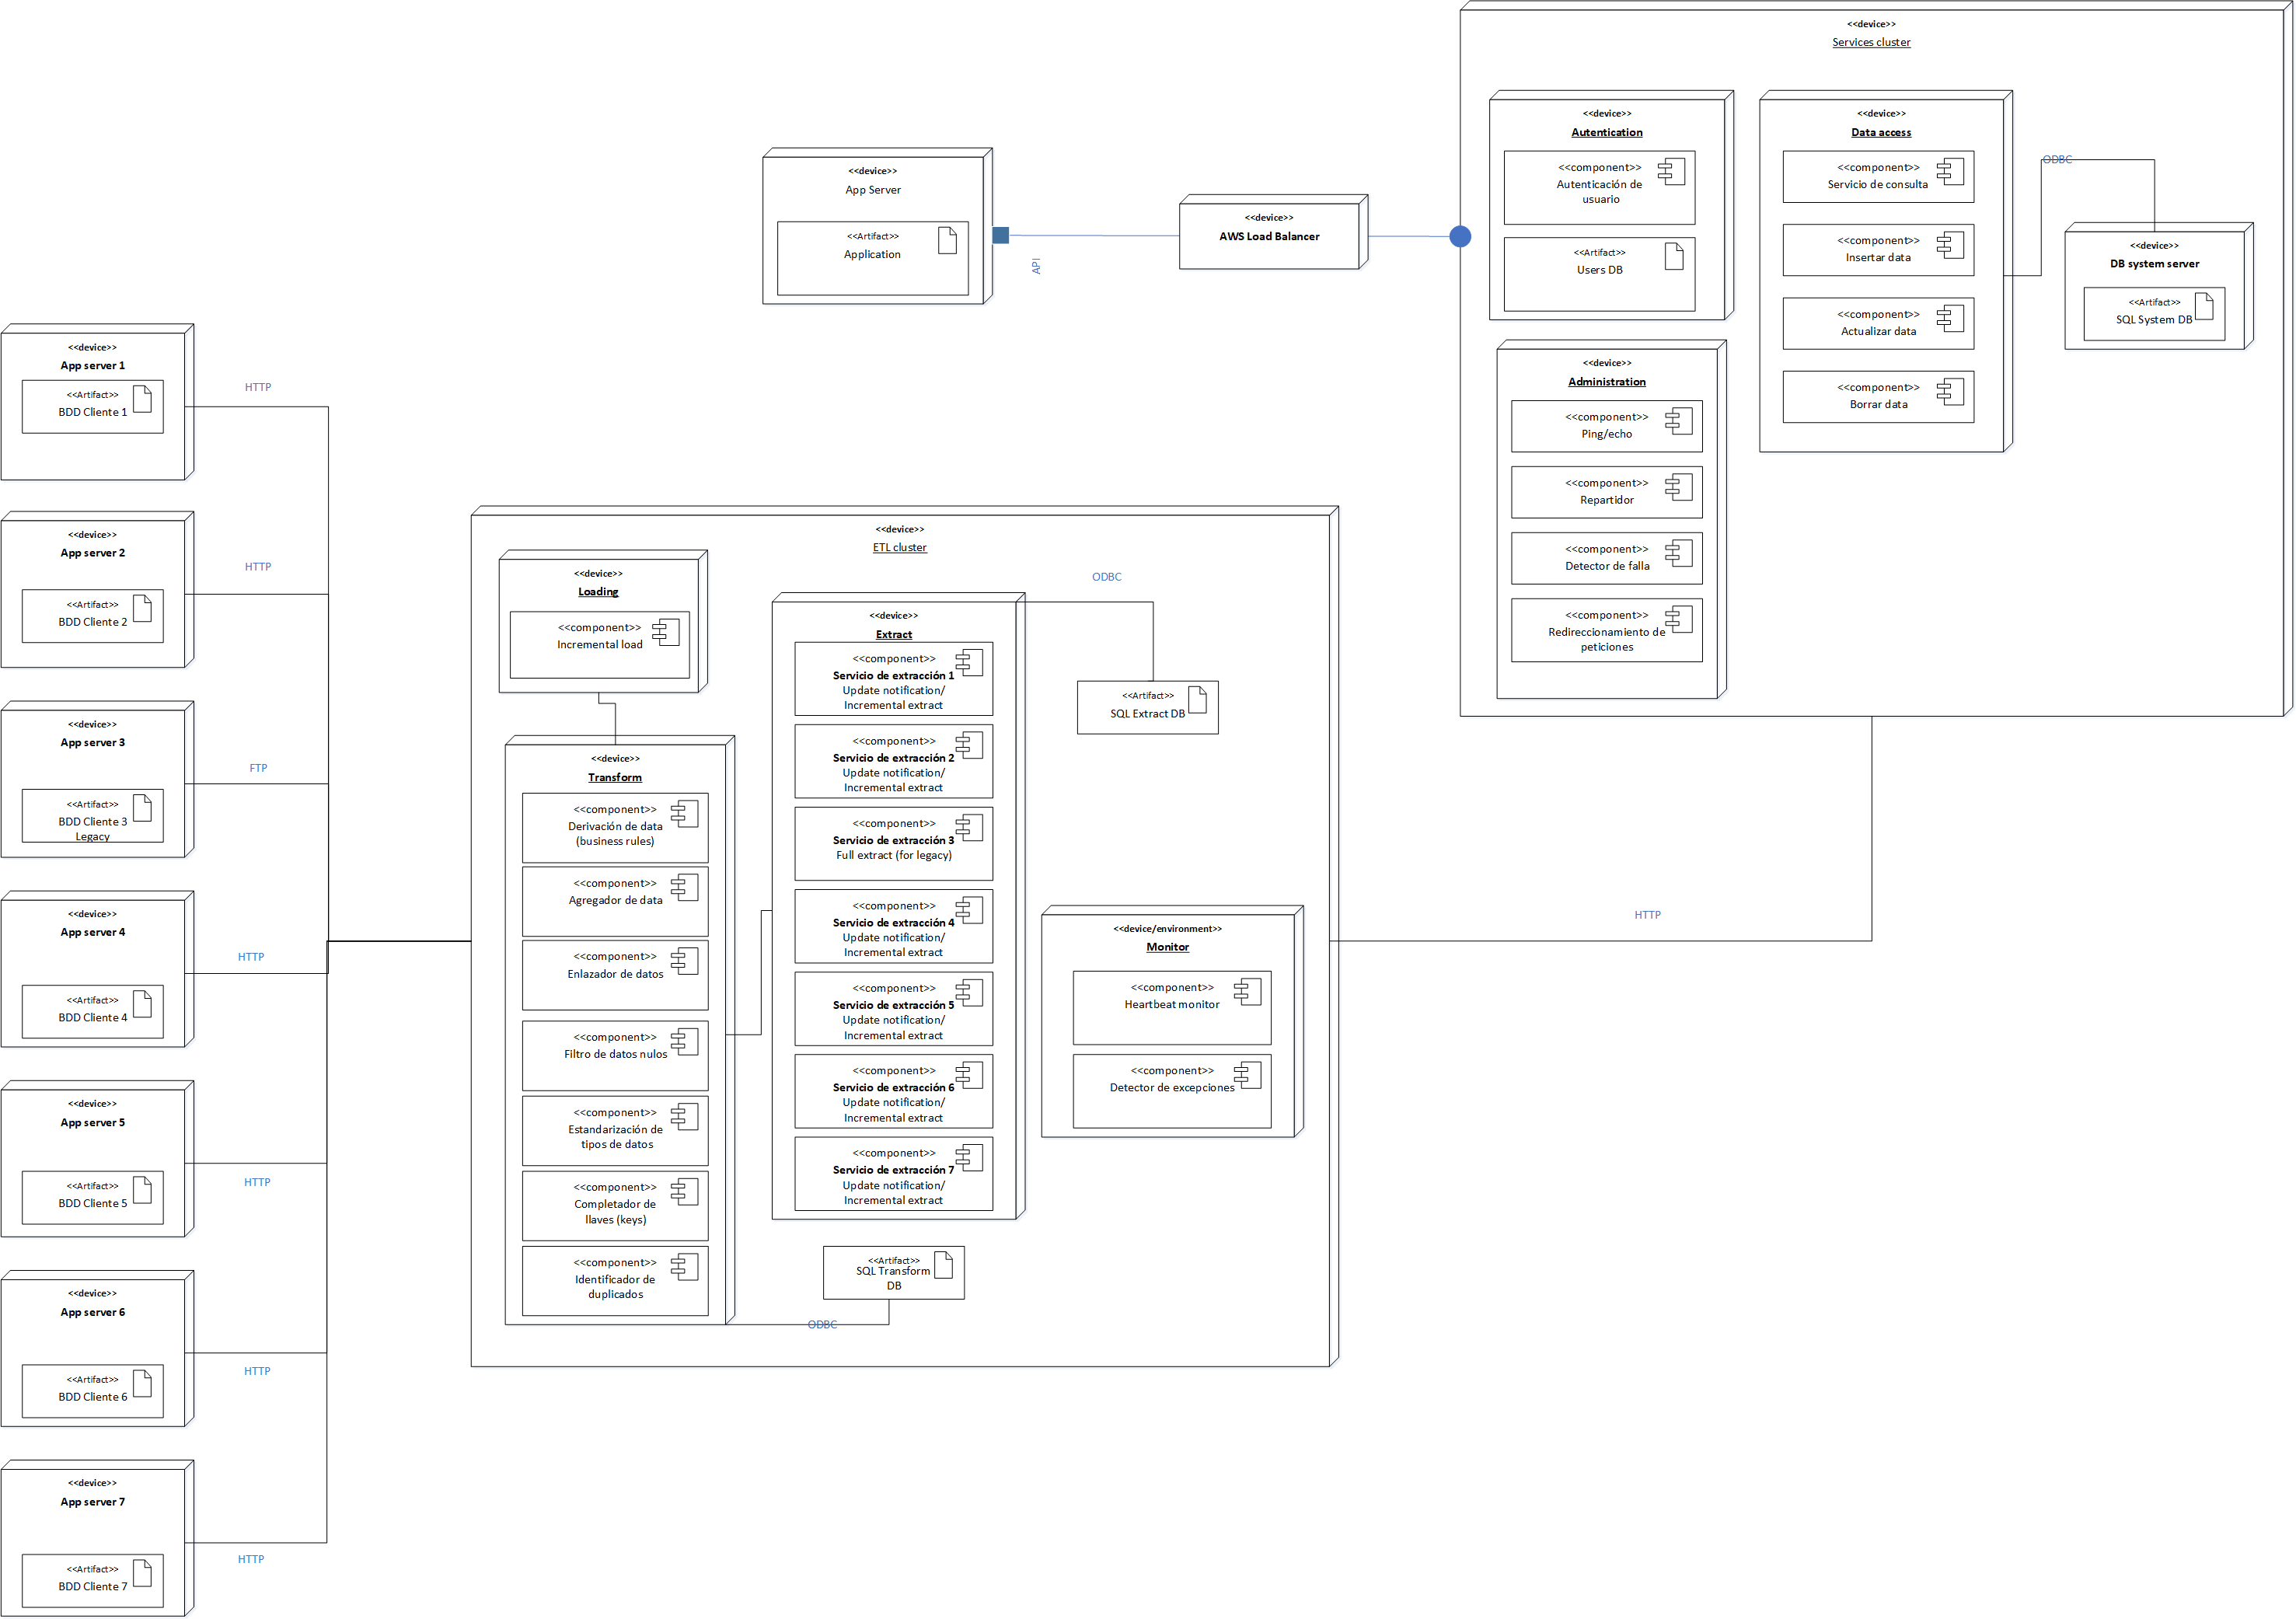 <<device>>
Services cluster
<<device>>
Autentication
<<component>>
Autenticación de
usuario
<<Artifact>>
Users DB
<<device>>
Data access
<<component>>
Servicio de consulta
<<component>>
Insertar data
<<component>>
Actualizar data
<<component>>
Borrar data
ODBC
<<device>>
DB system server
<<Artifact>>
SQL System DB
<<device>>
Administration
<<component>>
Ping/echo
<<component>>
Repartidor
<<component>>
Detector de falla
<<component>>
Redireccionamiento de
peticiones
<<device>>
App Server
<<Artifact>>
Application
API
<<device>>
AWS Load Balancer
<<device>>
App server 1
<<Artifact>>
BDD Cliente 1
HTTP
<<device>>
App server 2
<<Artifact>>
BDD Cliente 2
HTTP
<<device>>
App server 3
<<Artifact>>
BDD Cliente 3
Legacy
FTP
<<device>>
App server 4
<<Artifact>>
BDD Cliente 4
HTTP
<<device>>
App server 5
<<Artifact>>
BDD Cliente 5
HTTP
<<device>>
App server 6
<<Artifact>>
BDD Cliente 6
HTTP
<<device>>
App server 7
<<Artifact>>
BDD Cliente 7
HTTP
<<device>>
ETL cluster
<<device>>
Loading
<<component>>
Incremental load
<<device>>
Transform
<<component>>
Derivación de data
(business rules)
<<component>>
Agregador de data
<<component>>
Enlazador de datos
<<component>>
Filtro de datos nulos
<<component>>
Estandarización de
tipos de datos
<<component>>
Completador de
llaves (keys)
<<component>>
Identificador de
duplicados
<<device>>
Extract
<<component>>
Servicio de extracción 1
Update notification/
Incremental extract
<<component>>
Servicio de extracción 2
Update notification/
Incremental extract
<<component>>
Servicio de extracción 3
Full extract (for legacy)
<<component>>
Servicio de extracción 4
Update notification/
Incremental extract
<<component>>
Servicio de extracción 5
Update notification/
Incremental extract
<<component>>
Servicio de extracción 6
Update notification/
Incremental extract
<<component>>
Servicio de extracción 7
Update notification/
Incremental extract
ODBC
<<Artifact>>
SQL Extract DB
<<device/environment>>
Monitor
<<component>>
Heartbeat monitor
<<component>>
Detector de excepciones
<<Artifact>>
SQL Transform
DB
ODBC
HTTP